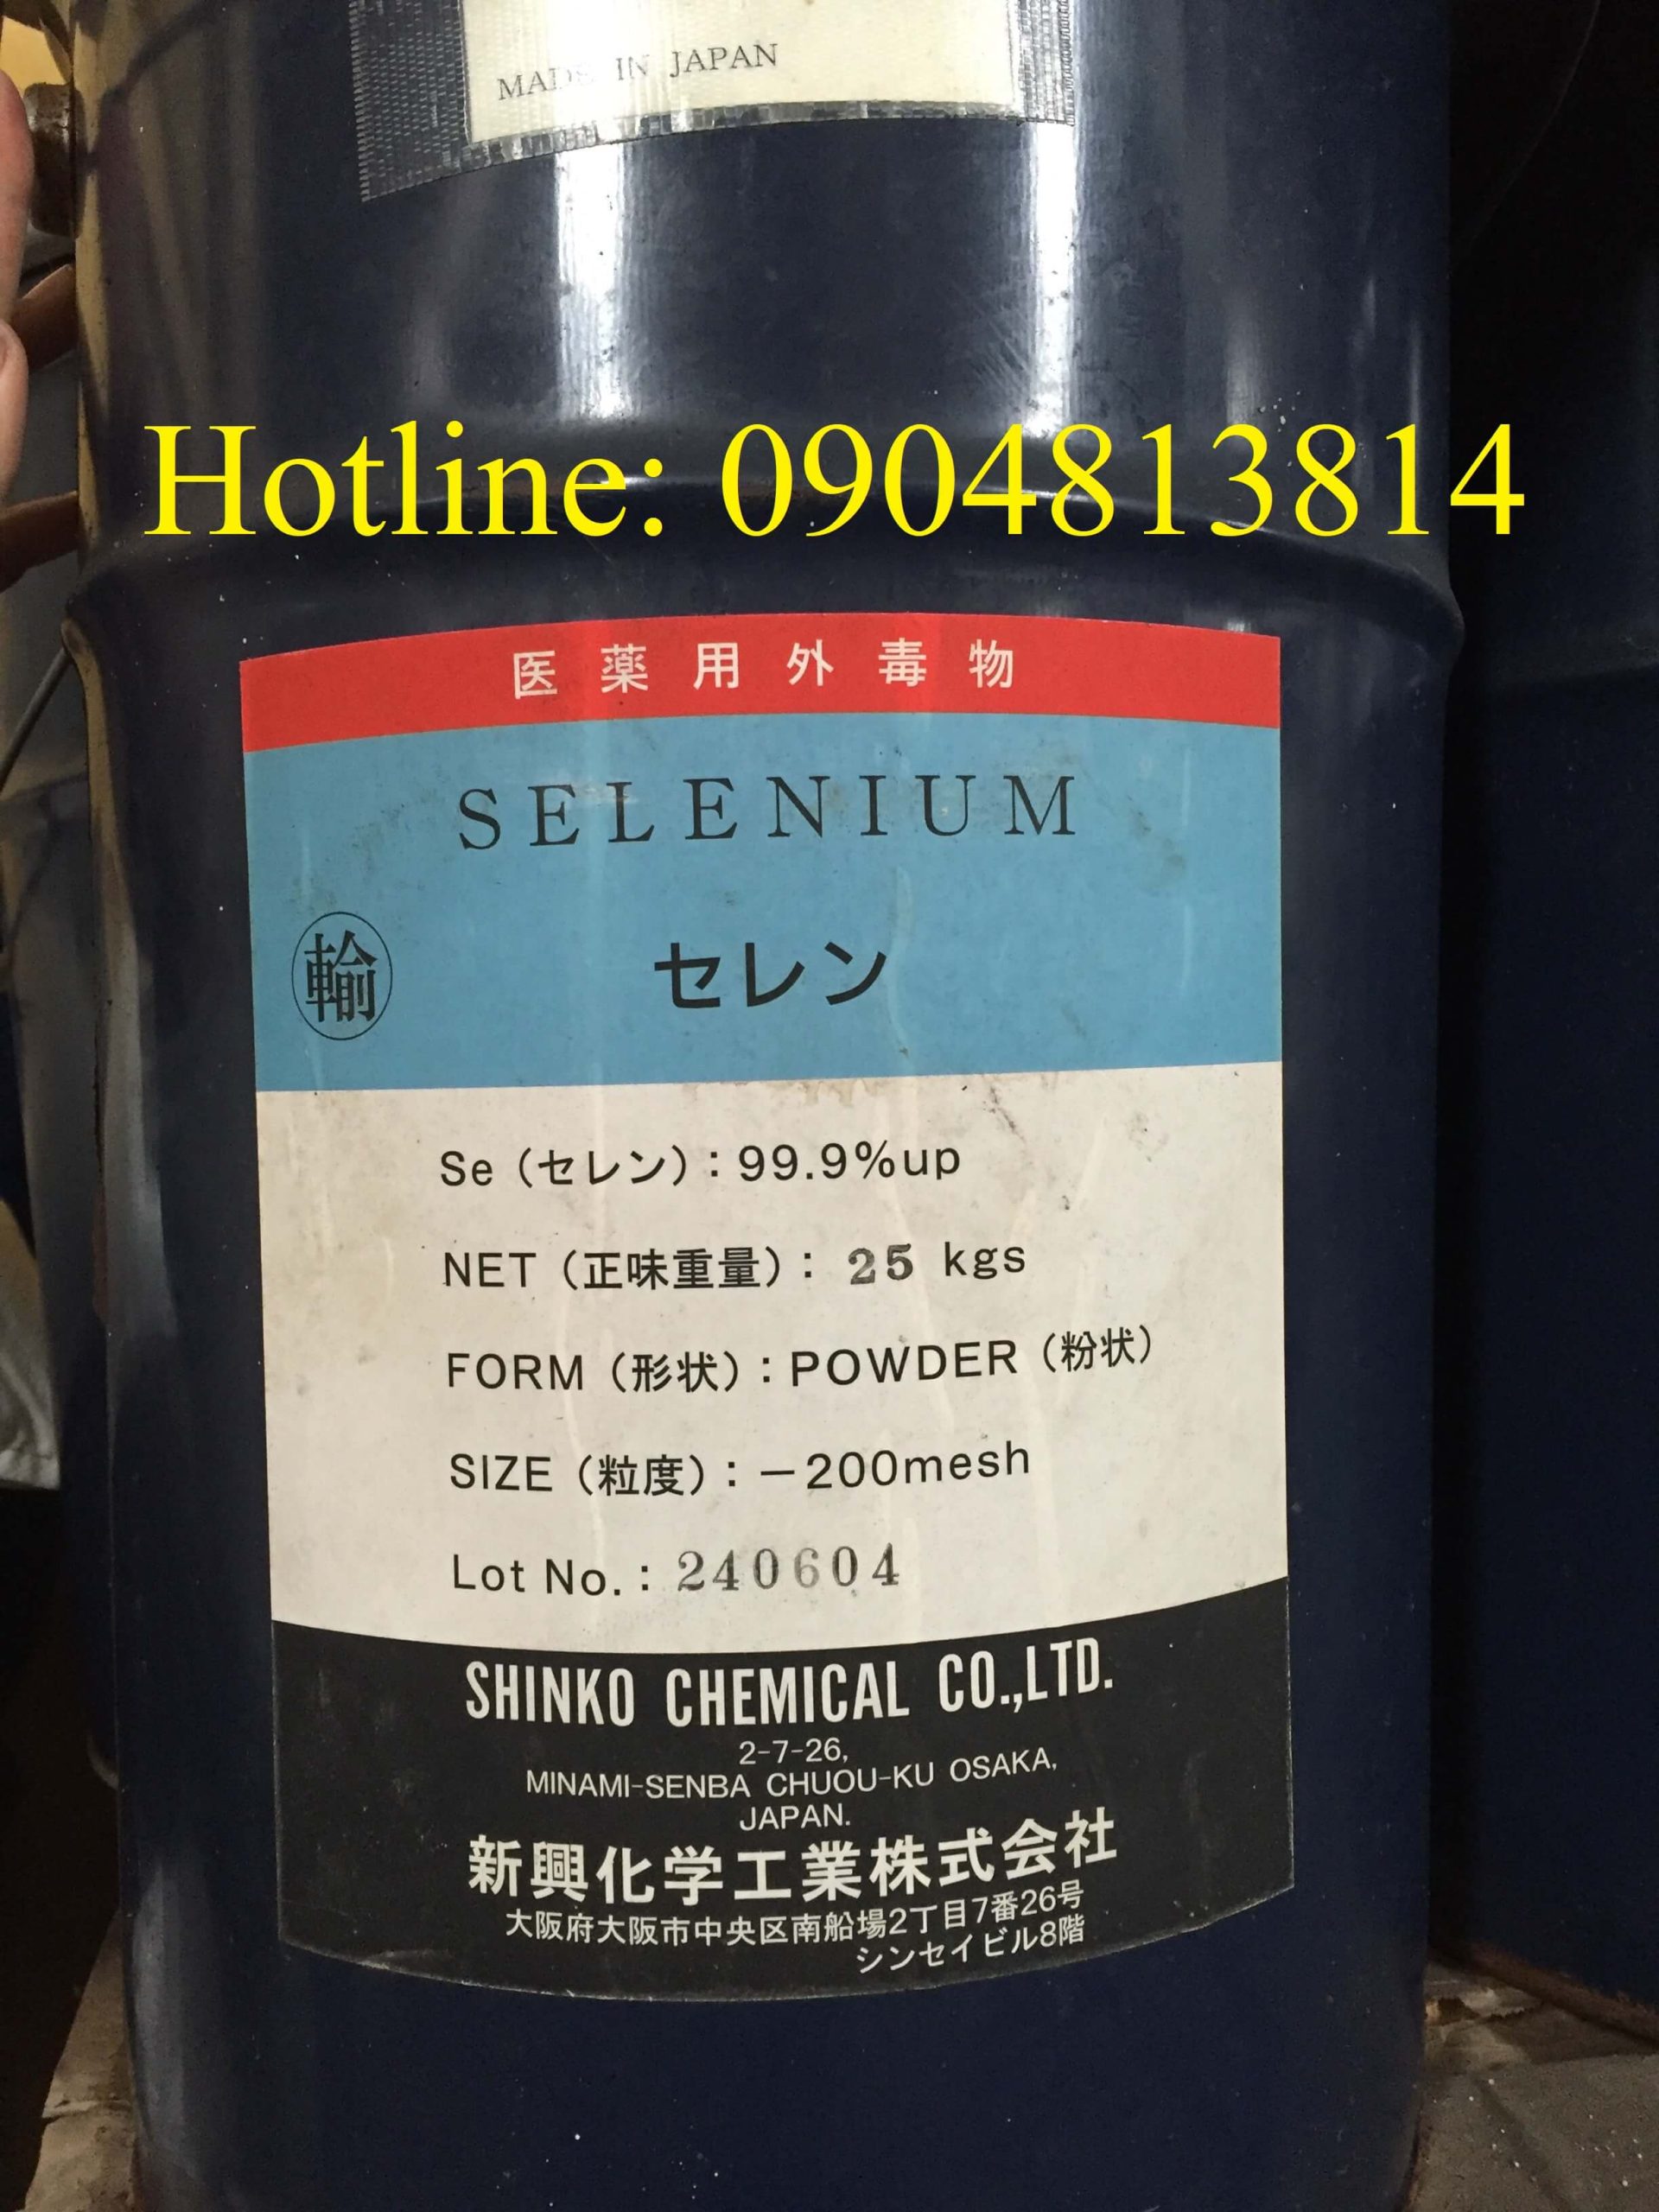 MADE IN JAPAN
Hotline: 0904813814
医薬用外毒物
SELENIUM
輸
セレン
Se（セレン）：99.9%up
NET（正味重量）： 25 kgs
FORM（形状）：POWDER（粉状）
SIZE（粒度）：－200mesh
Lot No.：240604
SHINKO CHEMICAL CO.,LTD.
2-7-26,
MINAMI-SENBA CHUOU-KU OSAKA,
JAPAN.
新興化学工業株式会社
大阪府大阪市中央区南船場2丁目7番26号
シンセイビル8階